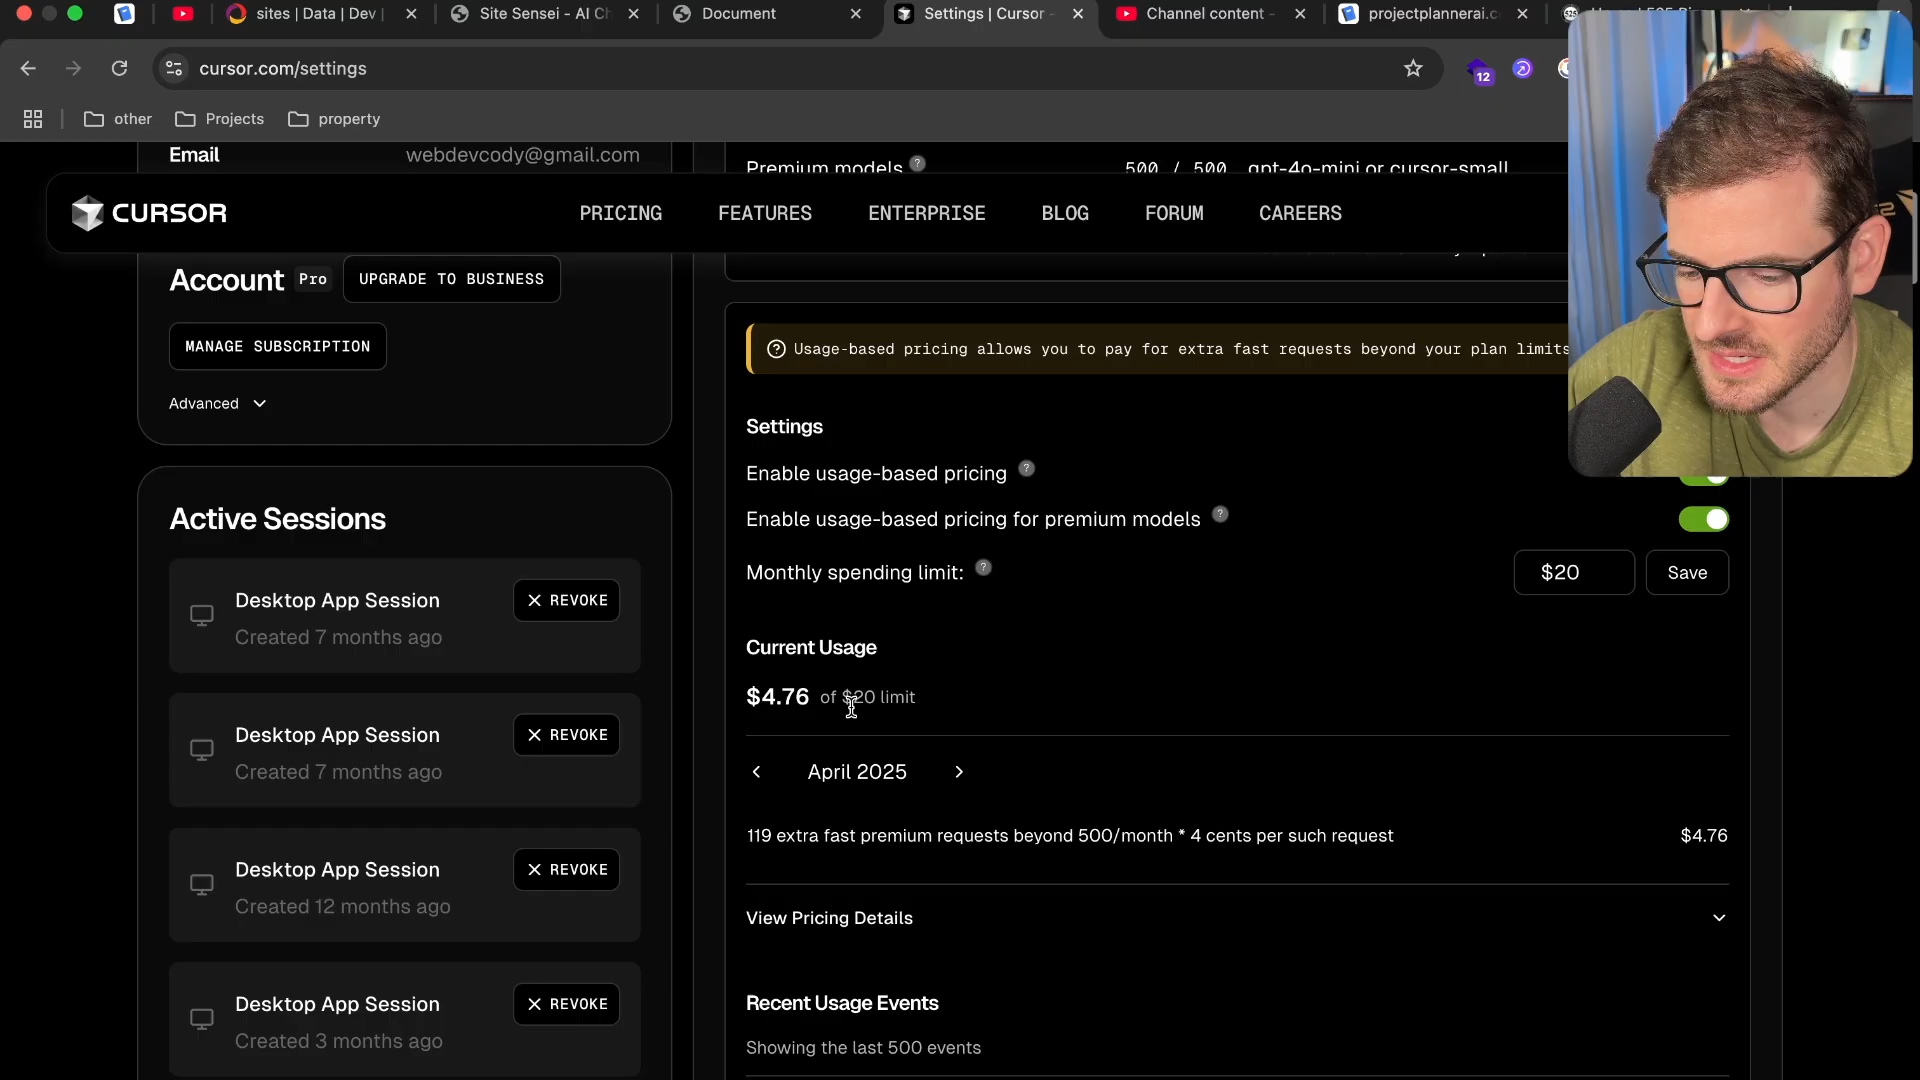 sites | Data | Dev |
Site Sensei - AI Ch
Document
Settings | Cursor -
Channel content -
projectplannerai.c
cursor.com/settings
12
other
Projects
property
Email
webdevcody@gmail.com
Premium models ?
500 / 500
gpt-4o-mini or cursor-small
CURSOR
PRICING
FEATURES
ENTERPRISE
BLOG
FORUM
CAREERS
Account
Pro
UPGRADE TO BUSINESS
MANAGE SUBSCRIPTION
Advanced
Usage-based pricing allows you to pay for extra fast requests beyond your plan limits
Settings
Enable usage-based pricing ?
Enable usage-based pricing for premium models ?
Monthly spending limit: ?
$20
Save
Current Usage
$4.76 of $20 limit
April 2025
119 extra fast premium requests beyond 500/month * 4 cents per such request
$4.76
View Pricing Details
Recent Usage Events
Showing the last 500 events
Active Sessions
Desktop App Session
Created 7 months ago
REVOKE
Desktop App Session
Created 7 months ago
REVOKE
Desktop App Session
Created 12 months ago
REVOKE
Desktop App Session
Created 3 months ago
REVOKE